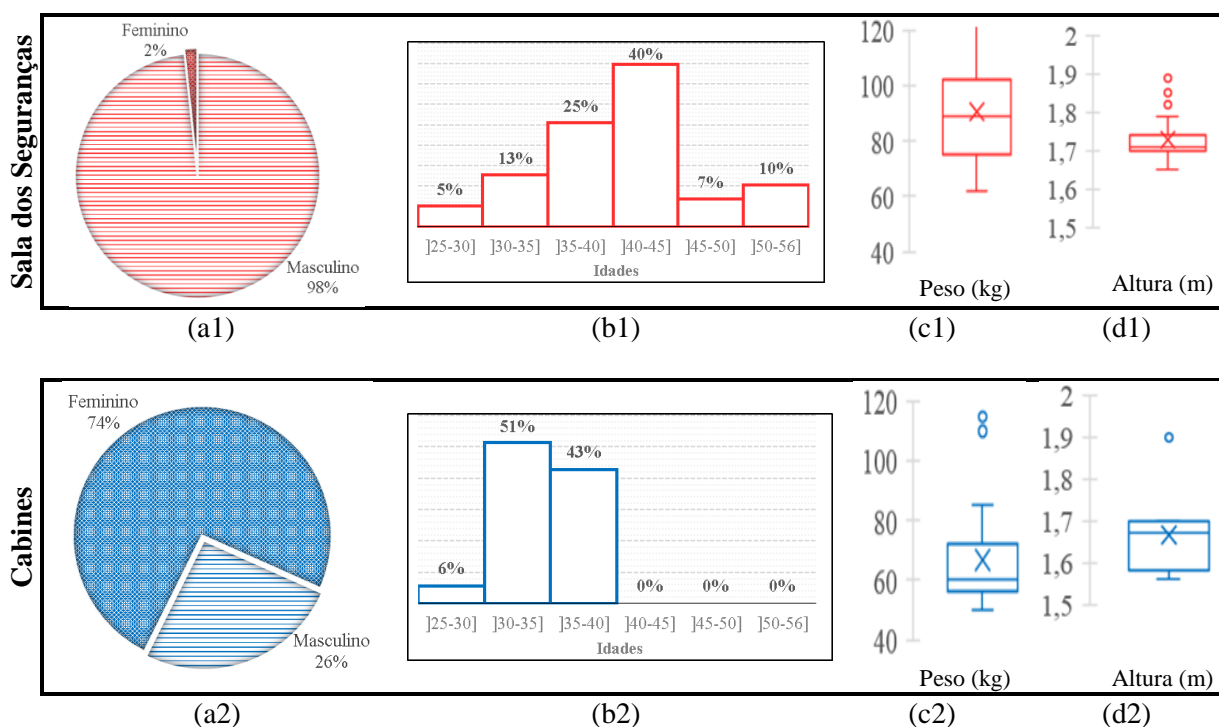 Sala dos Seguranças
Feminino
2%
Masculino
98%
(a1)
5%
13%
25%
40%
7%
10%
]25-30] ]30-35] ]35-40] ]40-45] ]45-50] ]50-56]
Idades
(b1)
120
100
80
60
40
Peso (kg)
(c1)
2
1,9
1,8
1,7
1,6
1,5
Altura (m)
(d1)
Cabines
Feminino
74%
Masculino
26%
(a2)
6%
51%
43%
0%
0%
0%
]25-30] ]30-35] ]35-40] ]40-45] ]45-50] ]50-56]
Idades
(b2)
120
100
80
60
40
Peso (kg)
(c2)
2
1,9
1,8
1,7
1,6
1,5
Altura (m)
(d2)